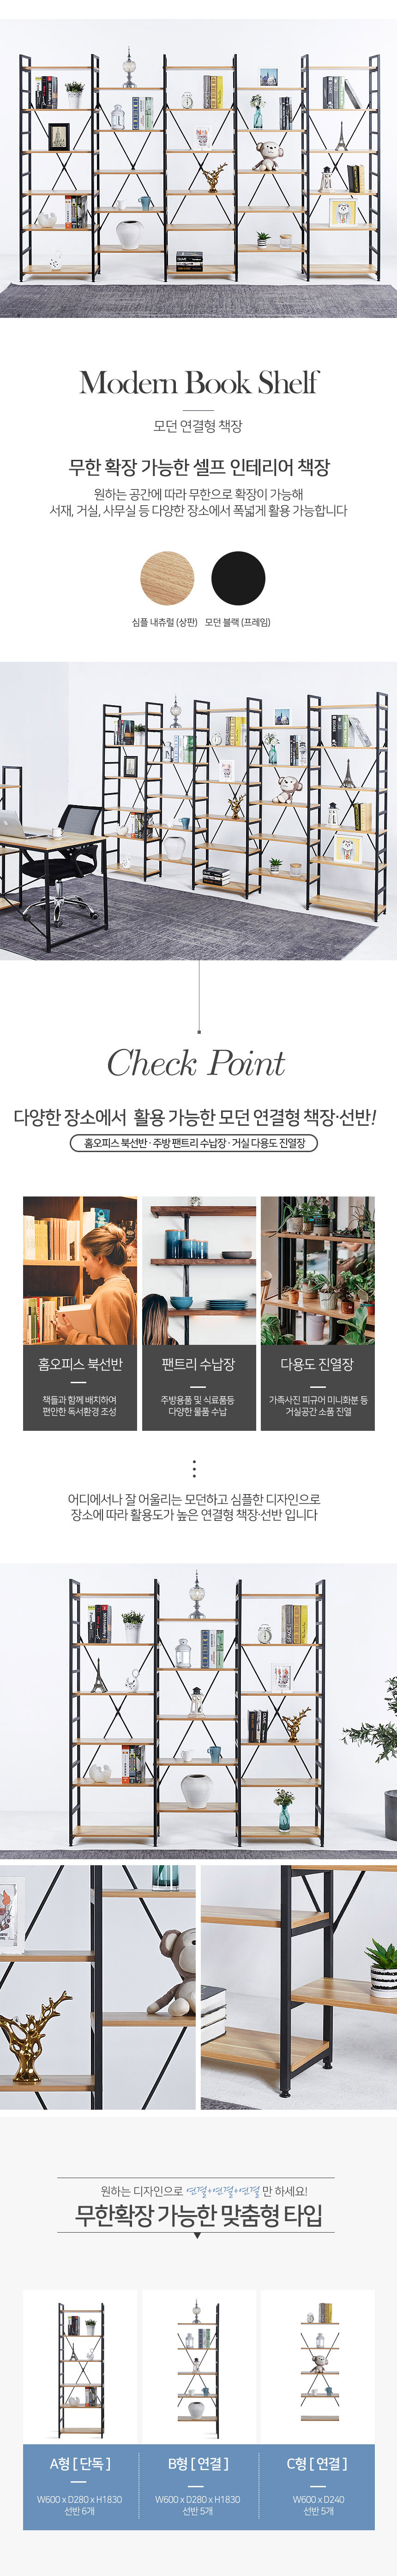 Modern Book Shelf
모던 연결형 책장
무한 확장 가능한 셀프 인테리어 책장
원하는 공간에 따라 무한으로 확장이 가능해
서재, 거실, 사무실 등 다양한 장소에서 폭넓게 활용 가능합니다
심플 내츄럴 (상판) 모던 블랙 (프레임)
Check Point
다양한 장소에서 활용 가능한 모던 연결형 책장·선반!
홈오피스 북선반 · 주방 팬트리 수납장 · 거실 다용도 진열장
홈오피스 북선반
책들과 함께 배치하여
편안한 독서환경 조성
팬트리 수납장
주방용품 및 식료품등
다양한 물품 수납
다용도 진열장
가족사진 피규어 미니화분 등
거실공간 소품 진열
어디에서나 잘 어울리는 모던하고 심플한 디자인으로
장소에 따라 활용도가 높은 연결형 책장·선반 입니다
원하는 디자인으로 연결+연결+연결 만 하세요!
무한확장 가능한 맞춤형 타입
A형 [ 단독 ]
W600 x D280 x H1830
선반 6개
B형 [ 연결 ]
W600 x D280 x H1830
선반 5개
C형 [ 연결 ]
W600 x D240
선반 5개